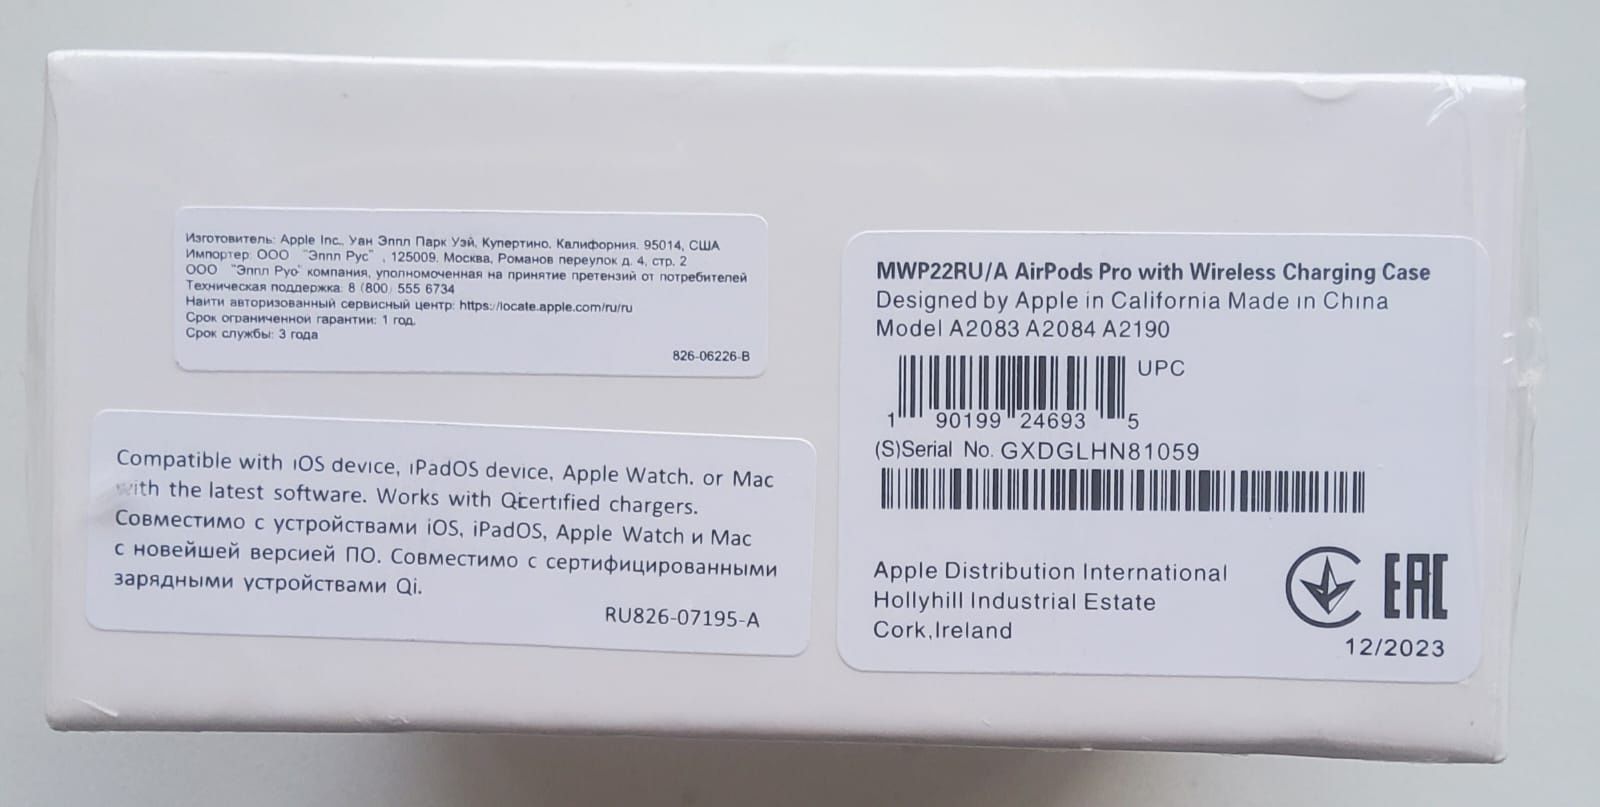 Изготовитель: Apple Inc., Уан Эппл Парк Уэй, Купертино, Калифорния, 95014, США
Импортер: ООО "Эппл Рус" , 125009. Москва, Романов переулок д. 4, стр. 2
ООО "Эппл Руо" компания, уполномоченная на принятие претензий от потребителей
Техническая поддержка: 8 (800) 555 6734
Наити авторизованный сервисный центр: https://locate.apple.com/ru/ru
Срок ограниченной гарантии: 1 год.
Срок службы: 3 года
826-06226-B
Compatible with iOS device, iPadOS device, Apple Watch. or Mac
with the latest software. Works with Qicertified chargers.
Совместимо с устройствами iOS, iPadOS, Apple Watch и Mac
с новейшей версией ПО. Совместимо с сертифицированными
зарядными устройствами Qi.
RU826-07195-A
MWP22RU/A AirPods Pro with Wireless Charging Case
Designed by Apple in California Made in China
Model A2083 A2084 A2190
UPC
1 90199 24693 5
(S)Serial No. GXDGLHN81059
Apple Distribution International
Hollyhill Industrial Estate
Cork,Ireland
EAC
12/2023